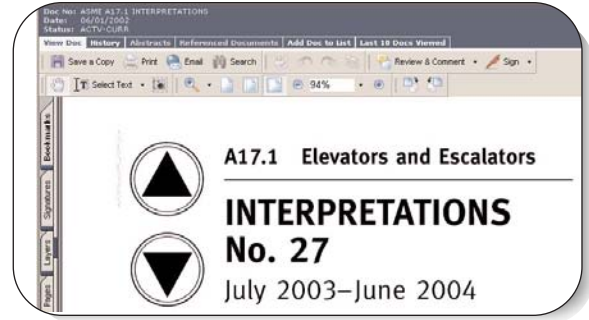 Doc No: ASME A17.1 INTERPRETATIONS
Date: 06/01/2002
Status: ACTV-CURR
View Doc History Abstracts Referenced Documents Add Doc to List Last 10 Docs Viewed
Save a Copy Print Email Search Review & Comment Sign
Select Text 94%
Bookmarks
Signatures
Layers
Pages
A17.1 Elevators and Escalators
INTERPRETATIONS
No. 27
July 2003–June 2004